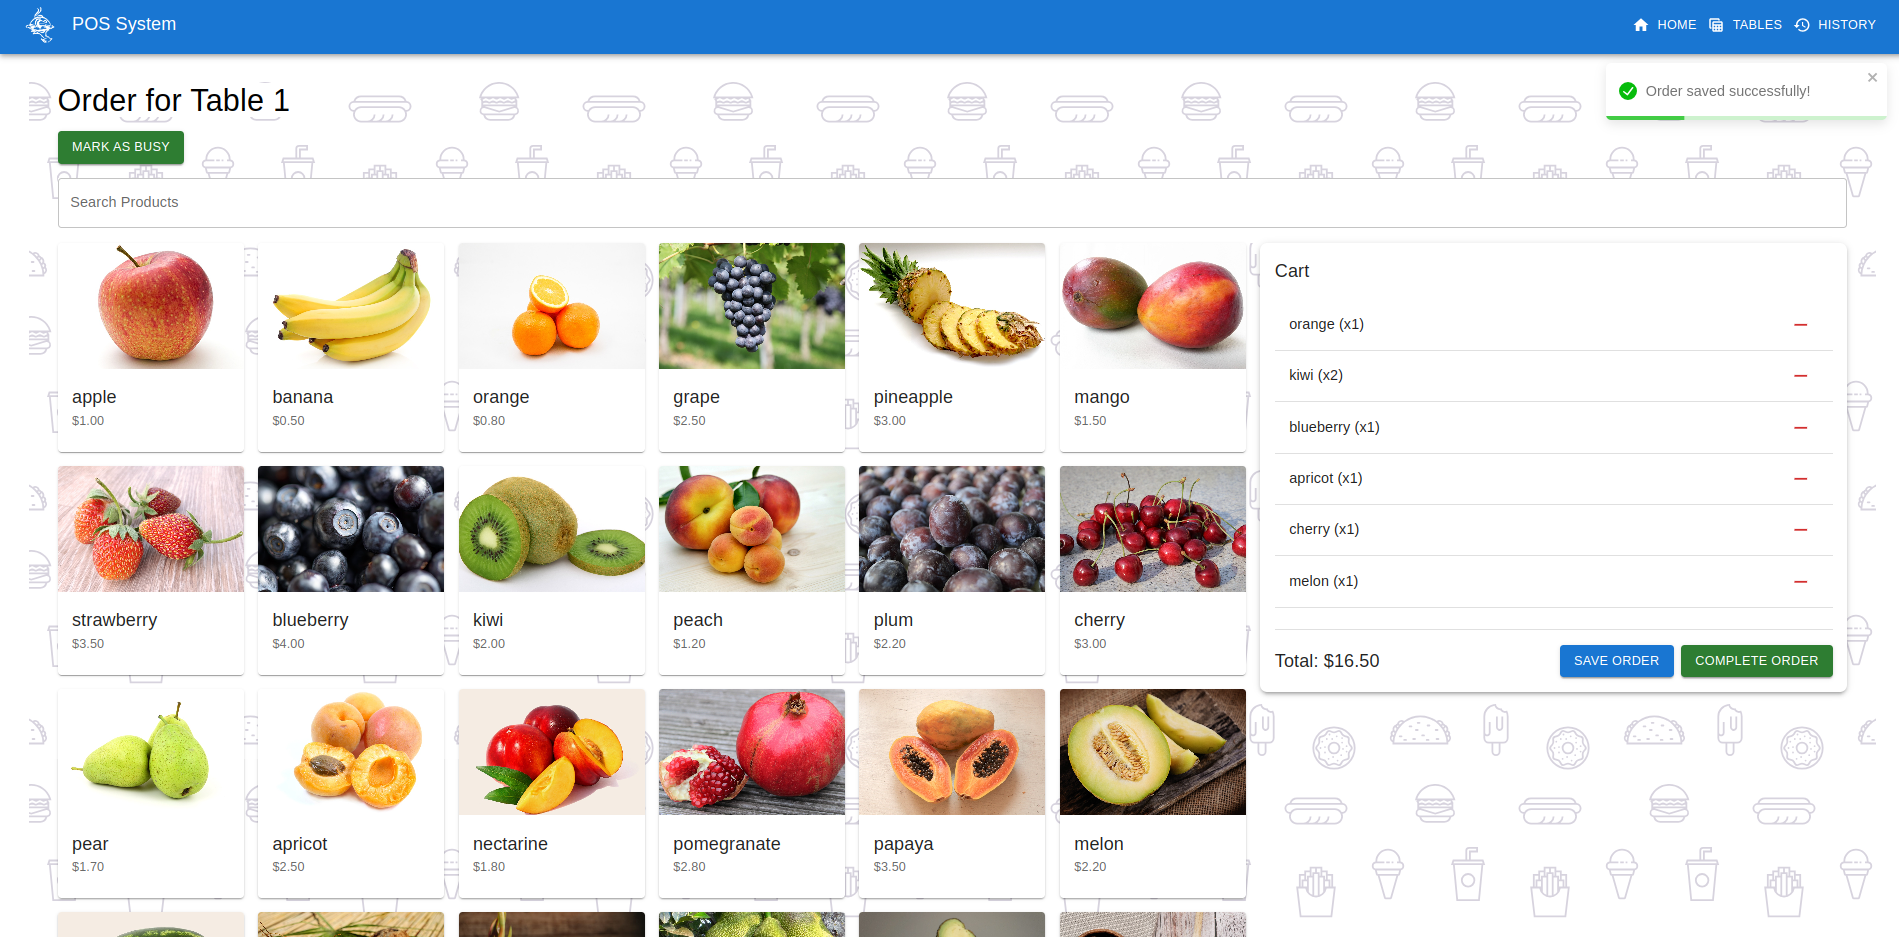 POS System
HOME
TABLES
HISTORY
Order saved successfully!
Order for Table 1
MARK AS BUSY
Search Products
apple
$1.00
banana
$0.50
orange
$0.80
grape
$2.50
pineapple
$3.00
mango
$1.50
strawberry
$3.50
blueberry
$4.00
kiwi
$2.00
peach
$1.20
plum
$2.20
cherry
$3.00
pear
$1.70
apricot
$2.50
nectarine
$1.80
pomegranate
$2.80
papaya
$3.50
melon
$2.20
Cart
orange (x1)
kiwi (x2)
blueberry (x1)
apricot (x1)
cherry (x1)
melon (x1)
Total: $16.50
SAVE ORDER
COMPLETE ORDER